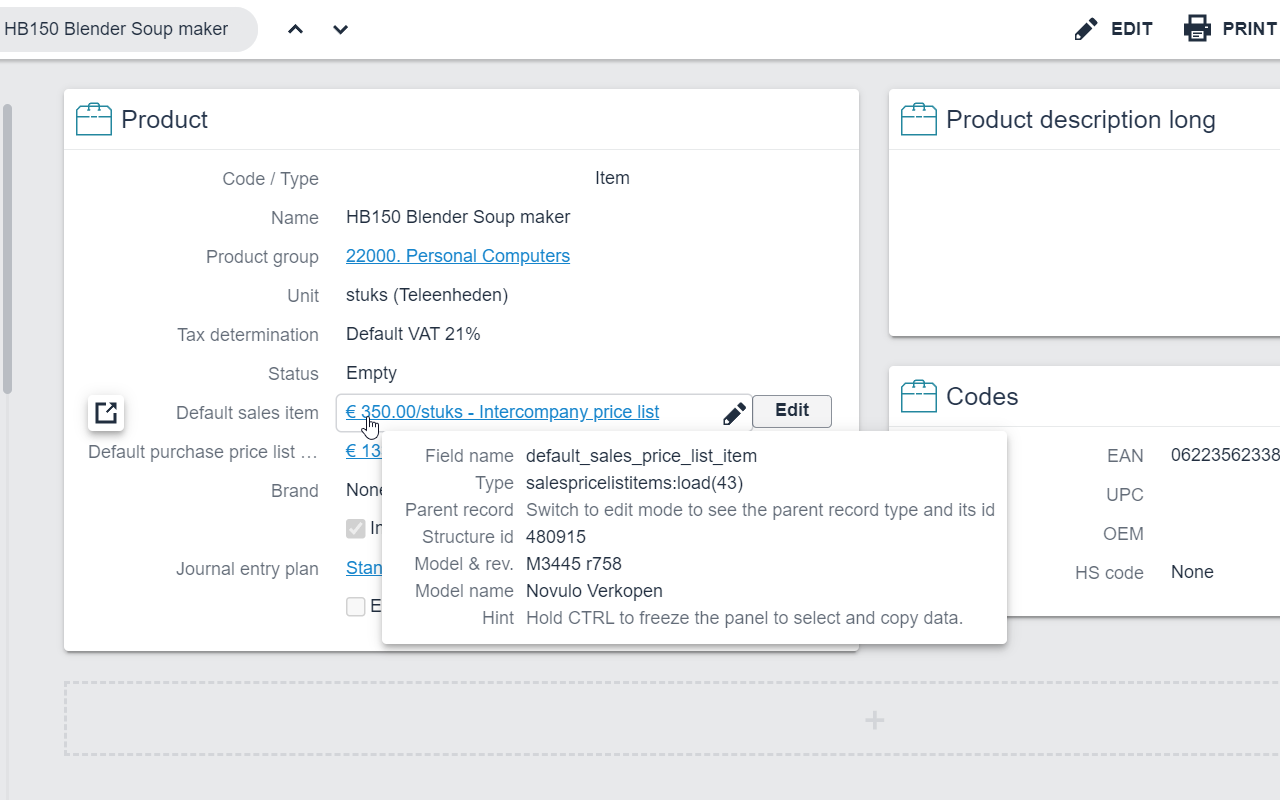 HB150 Blender Soup maker
EDIT
PRINT
Product
Code / Type Item
Name HB150 Blender Soup maker
Product group 22000. Personal Computers
Unit stuks (Teleenheden)
Tax determination Default VAT 21%
Status Empty
Default sales item € 350.00/stuks - Intercompany price list Edit
Default purchase price list … € 13
Brand None
In
Journal entry plan Stan
E
Field name default_sales_price_list_item
Type salespricelistitems:load(43)
Parent record Switch to edit mode to see the parent record type and its id
Structure id 480915
Model & rev. M3445 r758
Model name Novulo Verkopen
Hint Hold CTRL to freeze the panel to select and copy data.
Product description long
Codes
EAN 06223562338
UPC
OEM
HS code None